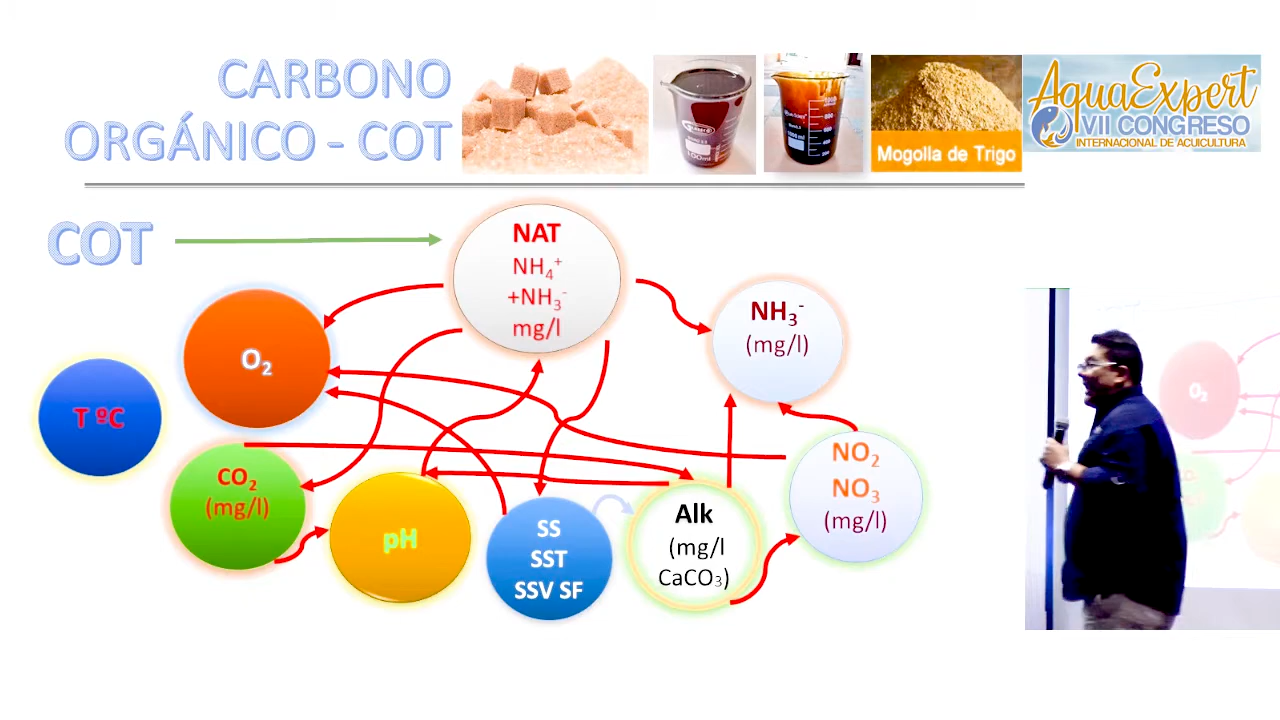 CARBONO
ORGÁNICO - COT
Mogolla de Trigo
AquaExpert
VII CONGRESO
INTERNACIONAL DE ACUICULTURA
COT
NAT
NH₄⁺
+NH₃⁻
mg/l
NH₃⁻
(mg/l)
O₂
T ºC
CO₂
(mg/l)
pH
SS
SST
SSV SF
Alk
(mg/l
CaCO₃)
NO₂
NO₃
(mg/l)
O₂